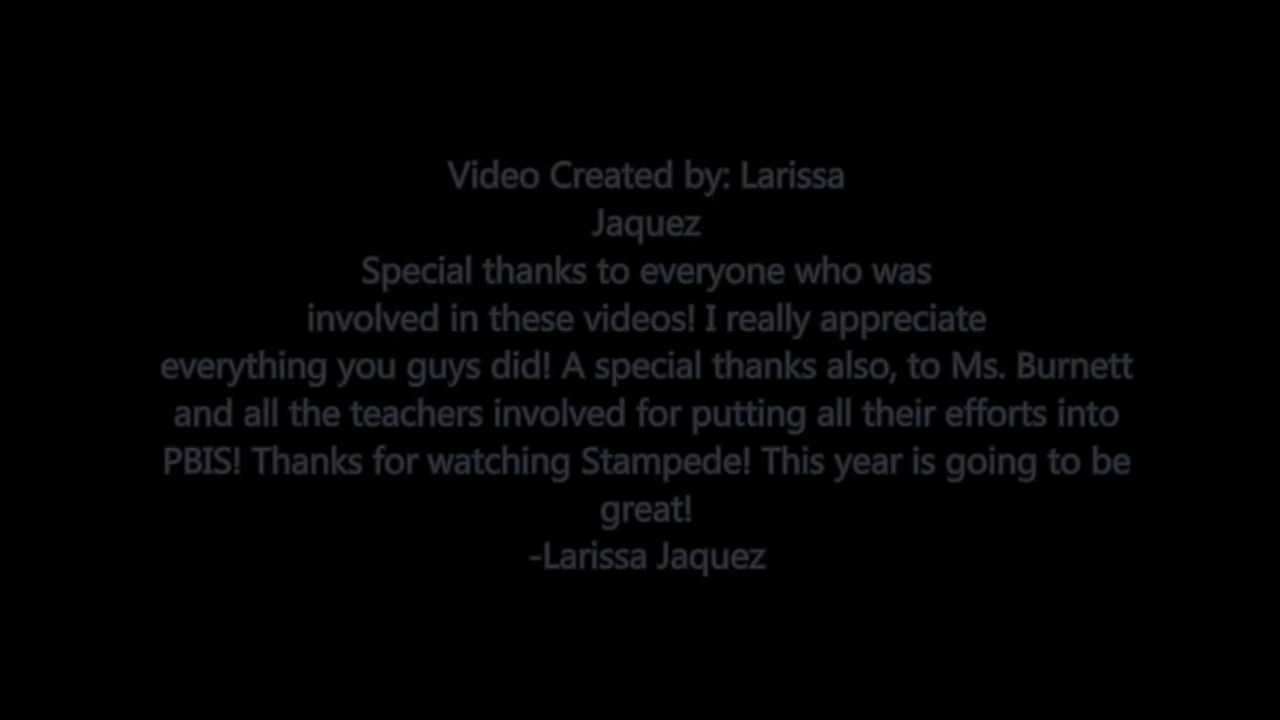 Video Created by: Larissa
Jaquez
Special thanks to everyone who was
involved in these videos! I really appreciate
everything you guys did! A special thanks also, to Ms. Burnett
and all the teachers involved for putting all their efforts into
PBIS! Thanks for watching Stampede! This year is going to be
great!
-Larissa Jaquez